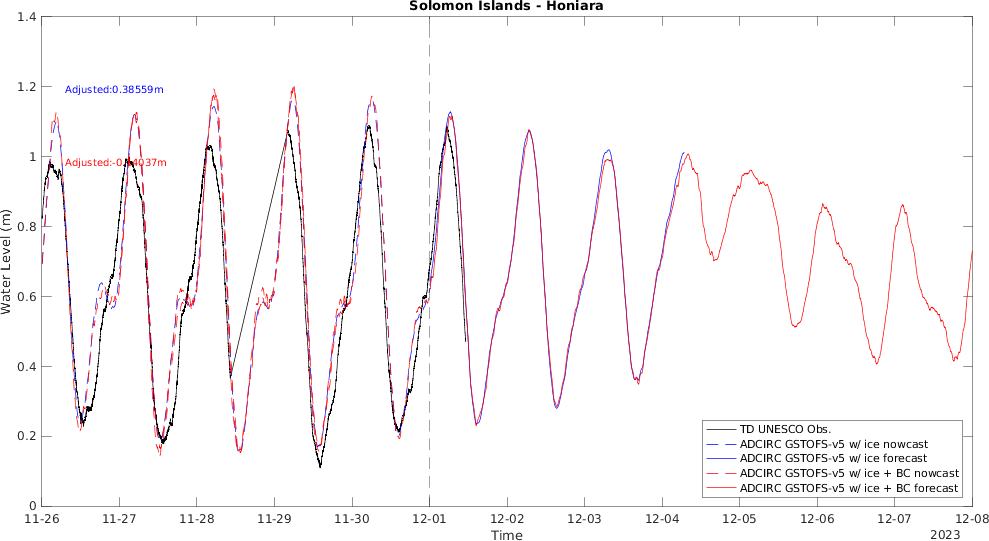 Solomon Islands - Honiara
1.4
1.2
1
0.8
0.6
0.4
0.2
0
Water Level (m)
Adjusted:0.38559m
11-26
11-27
11-28
11-29
11-30
12-01
12-02
12-03
12-04
12-05
12-06
12-07
12-08
Time
2023
TD UNESCO Obs.
ADCIRC GSTOFS-v5 w/ ice nowcast
ADCIRC GSTOFS-v5 w/ ice forecast
ADCIRC GSTOFS-v5 w/ ice + BC nowcast
ADCIRC GSTOFS-v5 w/ ice + BC forecast